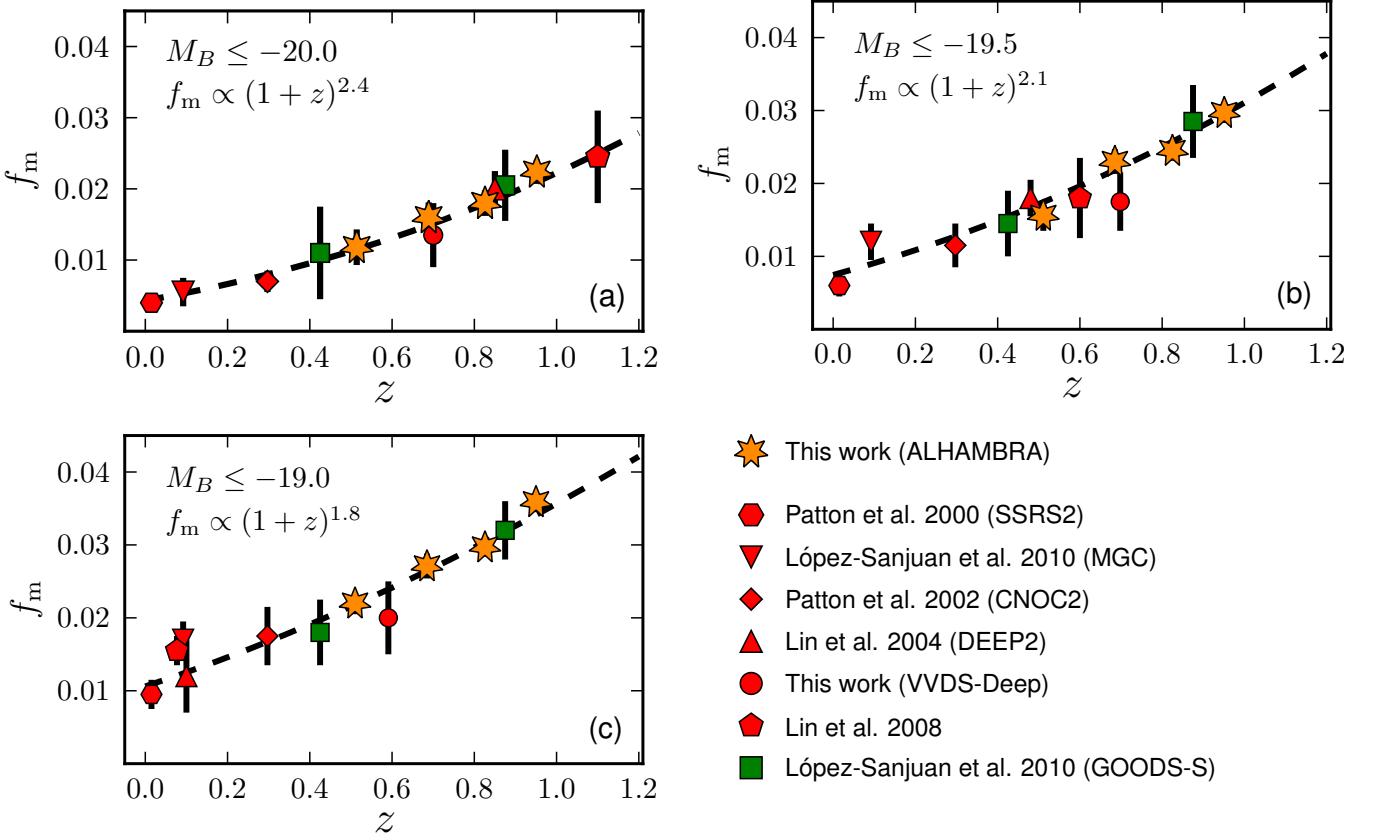 0.04
0.03
0.02
0.01
f_m
M_B ≤ −20.0
f_m ∝ (1 + z)^2.4
(a)
0.0 0.2 0.4 0.6 0.8 1.0 1.2
z
0.04
0.03
0.02
0.01
f_m
M_B ≤ −19.5
f_m ∝ (1 + z)^2.1
(b)
0.0 0.2 0.4 0.6 0.8 1.0 1.2
z
0.04
0.03
0.02
0.01
f_m
M_B ≤ −19.0
f_m ∝ (1 + z)^1.8
(c)
0.0 0.2 0.4 0.6 0.8 1.0 1.2
z
This work (ALHAMBRA)
Patton et al. 2000 (SSRS2)
López-Sanjuan et al. 2010 (MGC)
Patton et al. 2002 (CNOC2)
Lin et al. 2004 (DEEP2)
This work (VVDS-Deep)
Lin et al. 2008
López-Sanjuan et al. 2010 (GOODS-S)